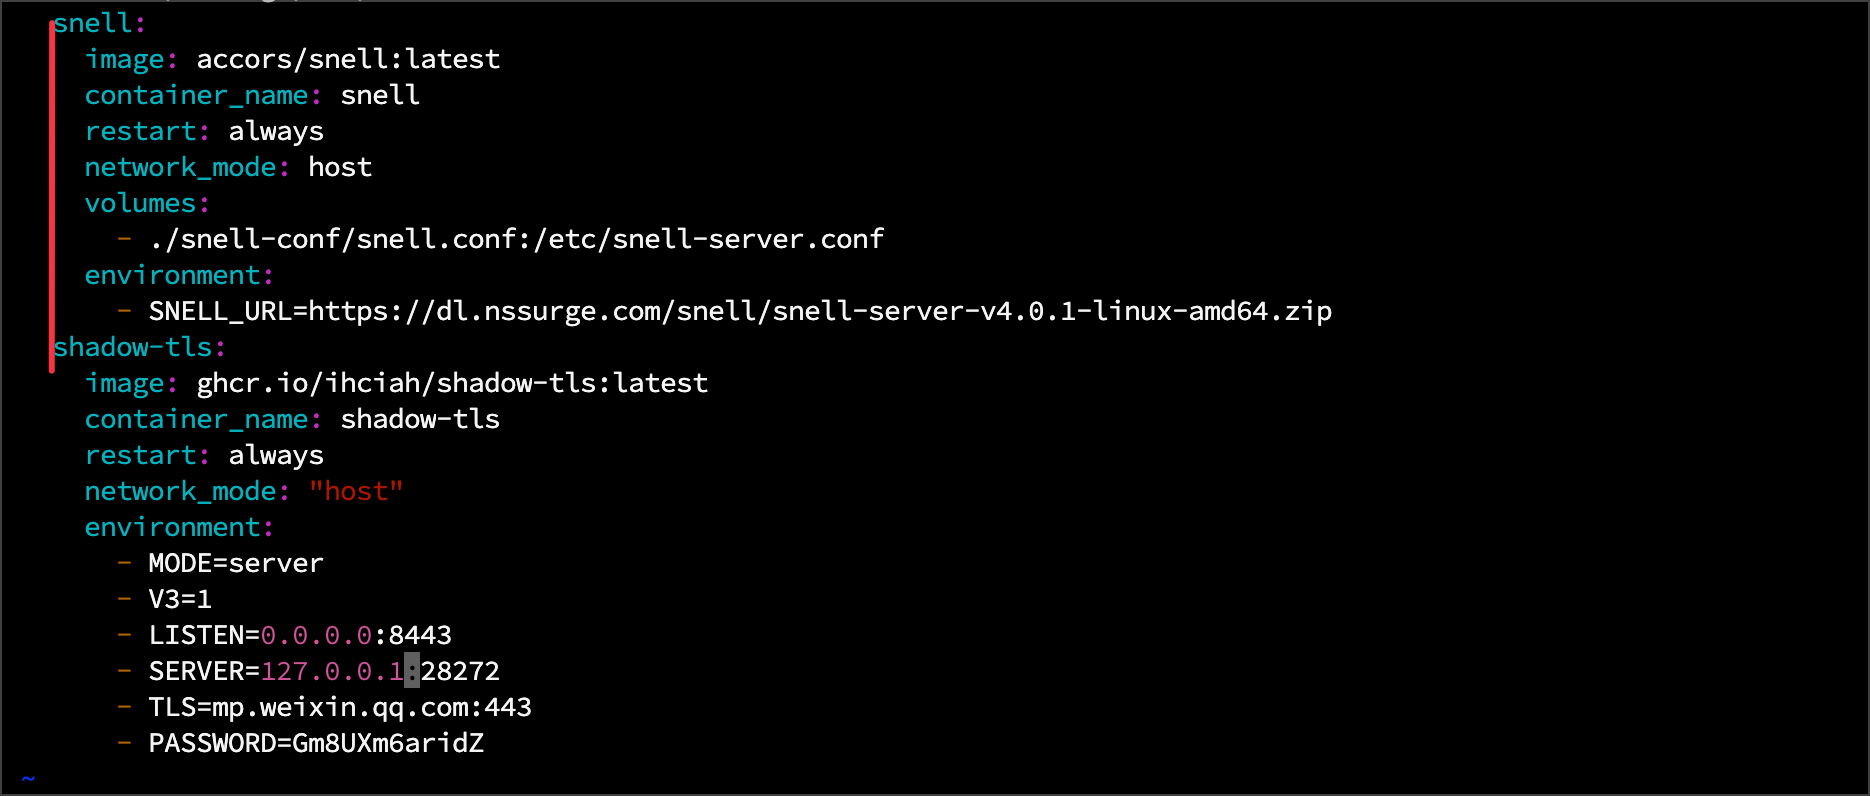 snell:
image: accors/snell:latest
container_name: snell
restart: always
network_mode: host
volumes:
- ./snell-conf/snell.conf:/etc/snell-server.conf
environment:
- SNELL_URL=https://dl.nssurge.com/snell/snell-server-v4.0.1-linux-amd64.zip
shadow-tls:
image: ghcr.io/ihciah/shadow-tls:latest
container_name: shadow-tls
restart: always
network_mode: "host"
environment:
- MODE=server
- V3=1
- LISTEN=0.0.0.0:8443
- SERVER=127.0.0.1:28272
- TLS=mp.weixin.qq.com:443
- PASSWORD=Gm8UXm6aridZ
~